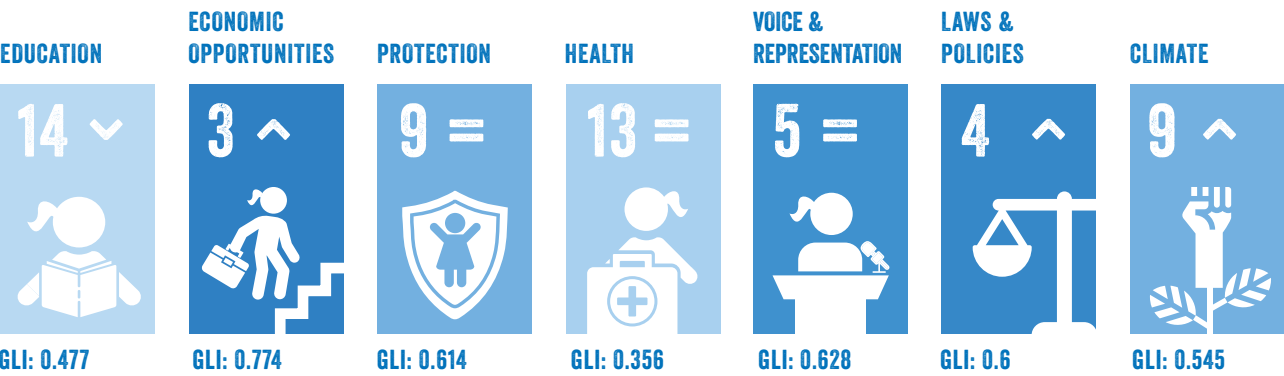 EDUCATION
14
GLI: 0.477
ECONOMIC
OPPORTUNITIES
3
GLI: 0.774
PROTECTION
9 =
GLI: 0.614
HEALTH
13 =
GLI: 0.356
VOICE &
REPRESENTATION
5 =
GLI: 0.628
LAWS &
POLICIES
4
GLI: 0.6
CLIMATE
9
GLI: 0.545